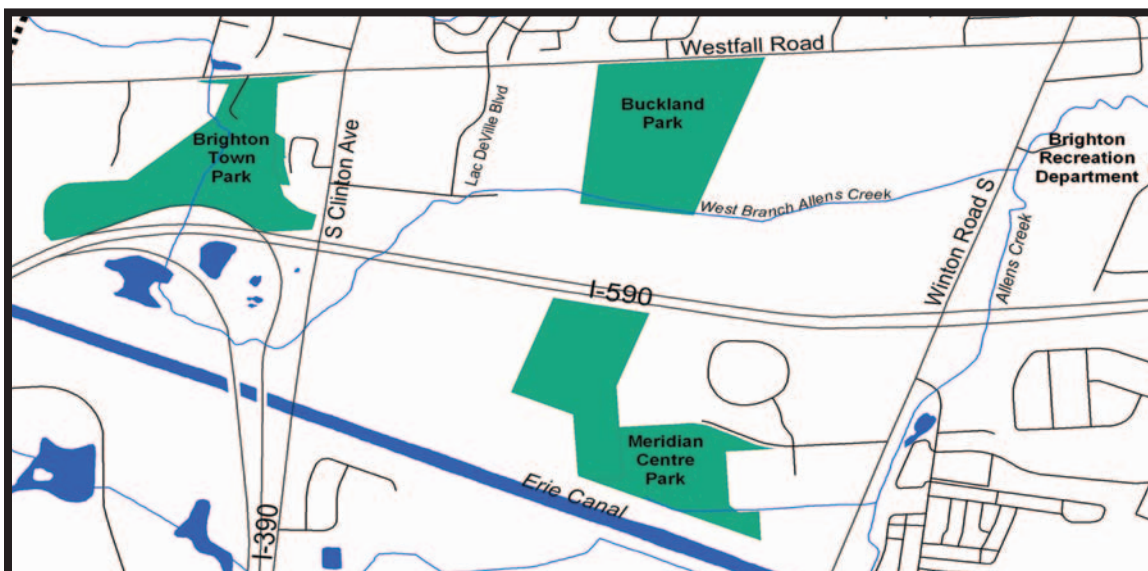 Westfall Road
Buckland
Park
Brighton
Town
Park
S Clinton Ave
Lac DeVille Blvd
Brighton
Recreation
Department
West Branch Allens Creek
Winton Road S
Allens Creek
I-590
Meridian
Centre
Park
Erie Canal
I-390